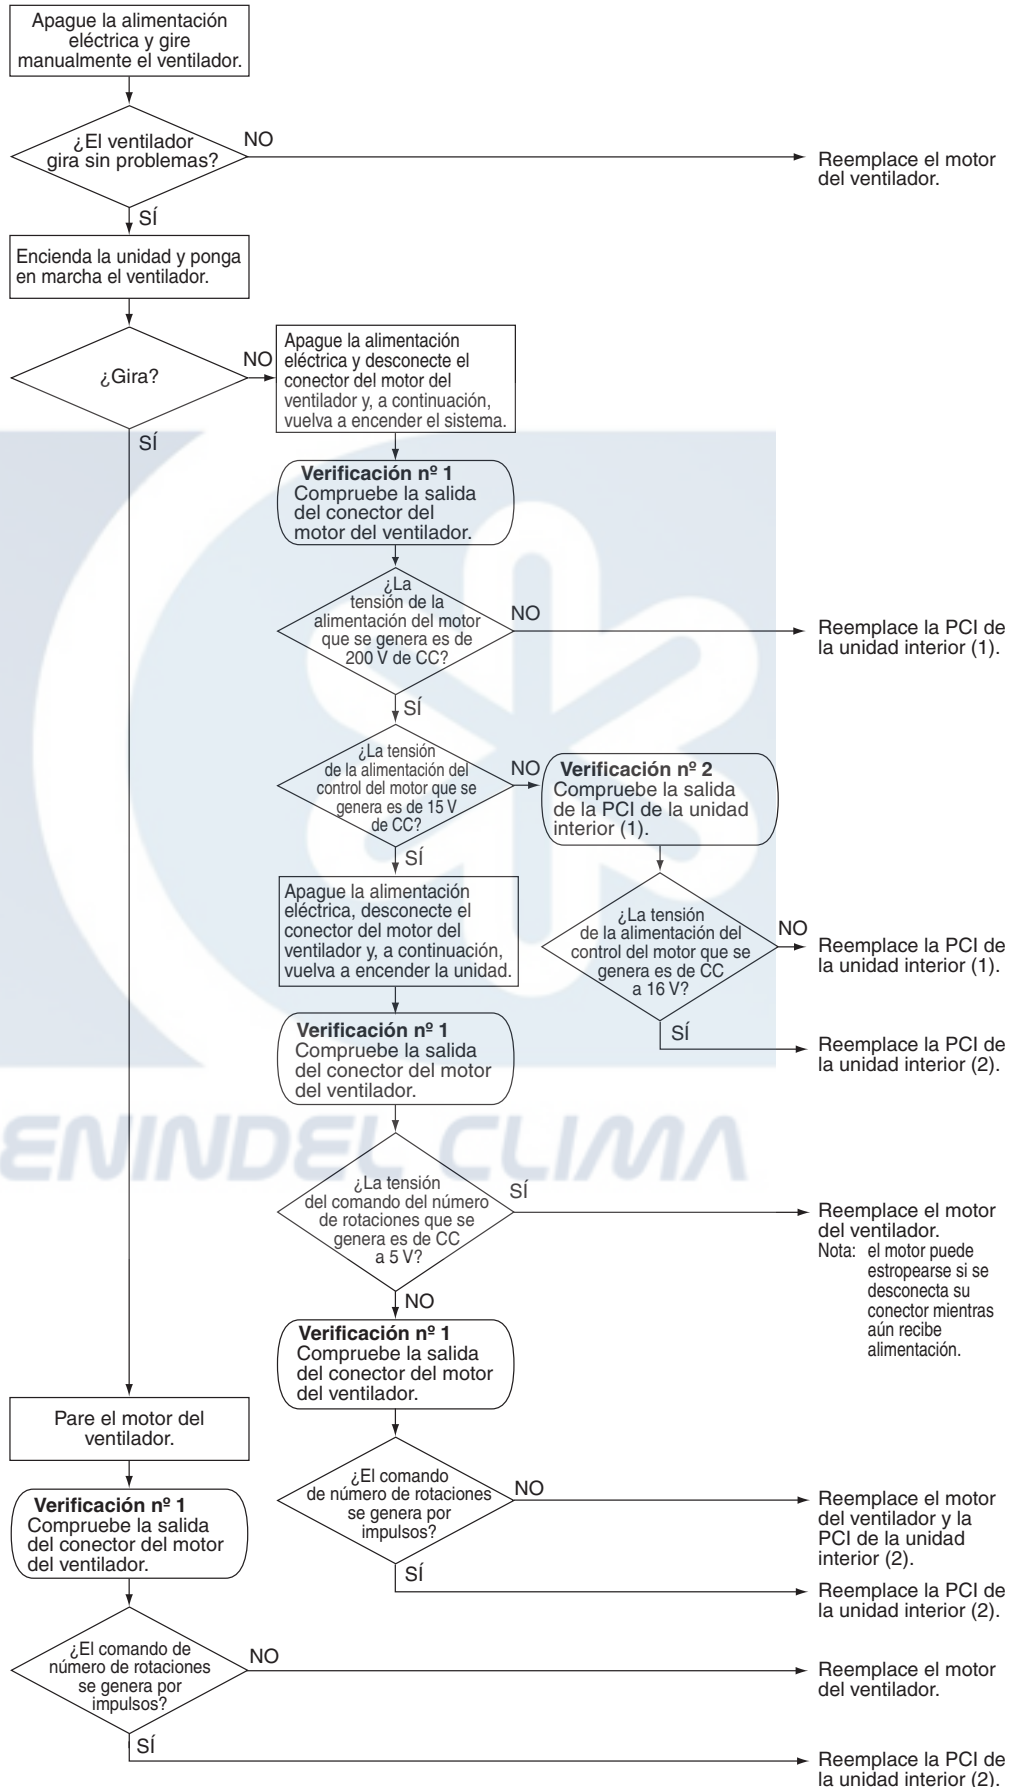 Apague la alimentación
eléctrica y gire
manualmente el ventilador.
¿El ventilador
gira sin problemas?
NO
Reemplace el motor
del ventilador.
SÍ
Encienda la unidad y ponga
en marcha el ventilador.
¿Gira?
NO
Apague la alimentación
eléctrica y desconecte el
conector del motor del
ventilador y, a continuación,
vuelva a encender el sistema.
SÍ
Verificación nº 1
Compruebe la salida
del conector del
motor del ventilador.
¿La
tensión de la
alimentación del motor
que se genera es de
200 V de CC?
NO
Reemplace la PCI de
la unidad interior (1).
SÍ
¿La tensión
de la alimentación del
control del motor que se
genera es de 15 V
de CC?
NO
Verificación nº 2
Compruebe la salida
de la PCI de la unidad
interior (1).
SÍ
Apague la alimentación
eléctrica, desconecte el
conector del motor del
ventilador y, a continuación,
vuelva a encender la unidad.
¿La tensión
de la alimentación del
control del motor que se
genera es de CC
a 16 V?
NO
Reemplace la PCI de
la unidad interior (1).
SÍ
Reemplace la PCI de
la unidad interior (2).
Verificación nº 1
Compruebe la salida
del conector del motor
del ventilador.
ENINDEL CLIMA
¿La tensión
del comando del número
de rotaciones que se
genera es de CC
a 5 V?
SÍ
Reemplace el motor
del ventilador.
Nota: el motor puede
estropearse si se
desconecta su
conector mientras
aún recibe
alimentación.
NO
Verificación nº 1
Compruebe la salida
del conector del motor
del ventilador.
Pare el motor del
ventilador.
¿El comando
de número de rotaciones
se genera por
impulsos?
NO
Reemplace el motor
del ventilador y la
PCI de la unidad
interior (2).
SÍ
Reemplace la PCI de
la unidad interior (2).
Verificación nº 1
Compruebe la salida
del conector del motor
del ventilador.
¿El comando de
número de rotaciones
se genera por
impulsos?
NO
Reemplace el motor
del ventilador.
SÍ
Reemplace la PCI de
la unidad interior (2).